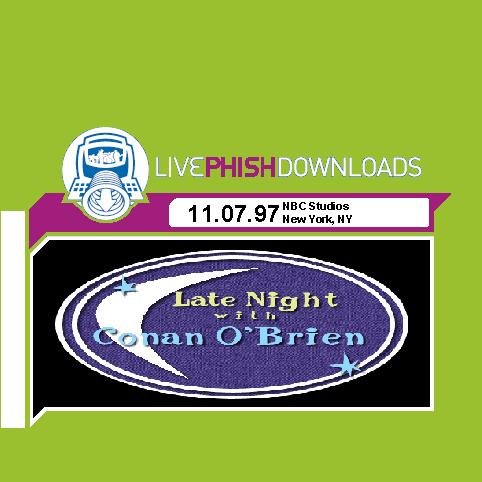 LIVEPHISHDOWNLOADS
11.07.97 NBC Studios
New York, NY
Late Night
with
Conan O'Brien